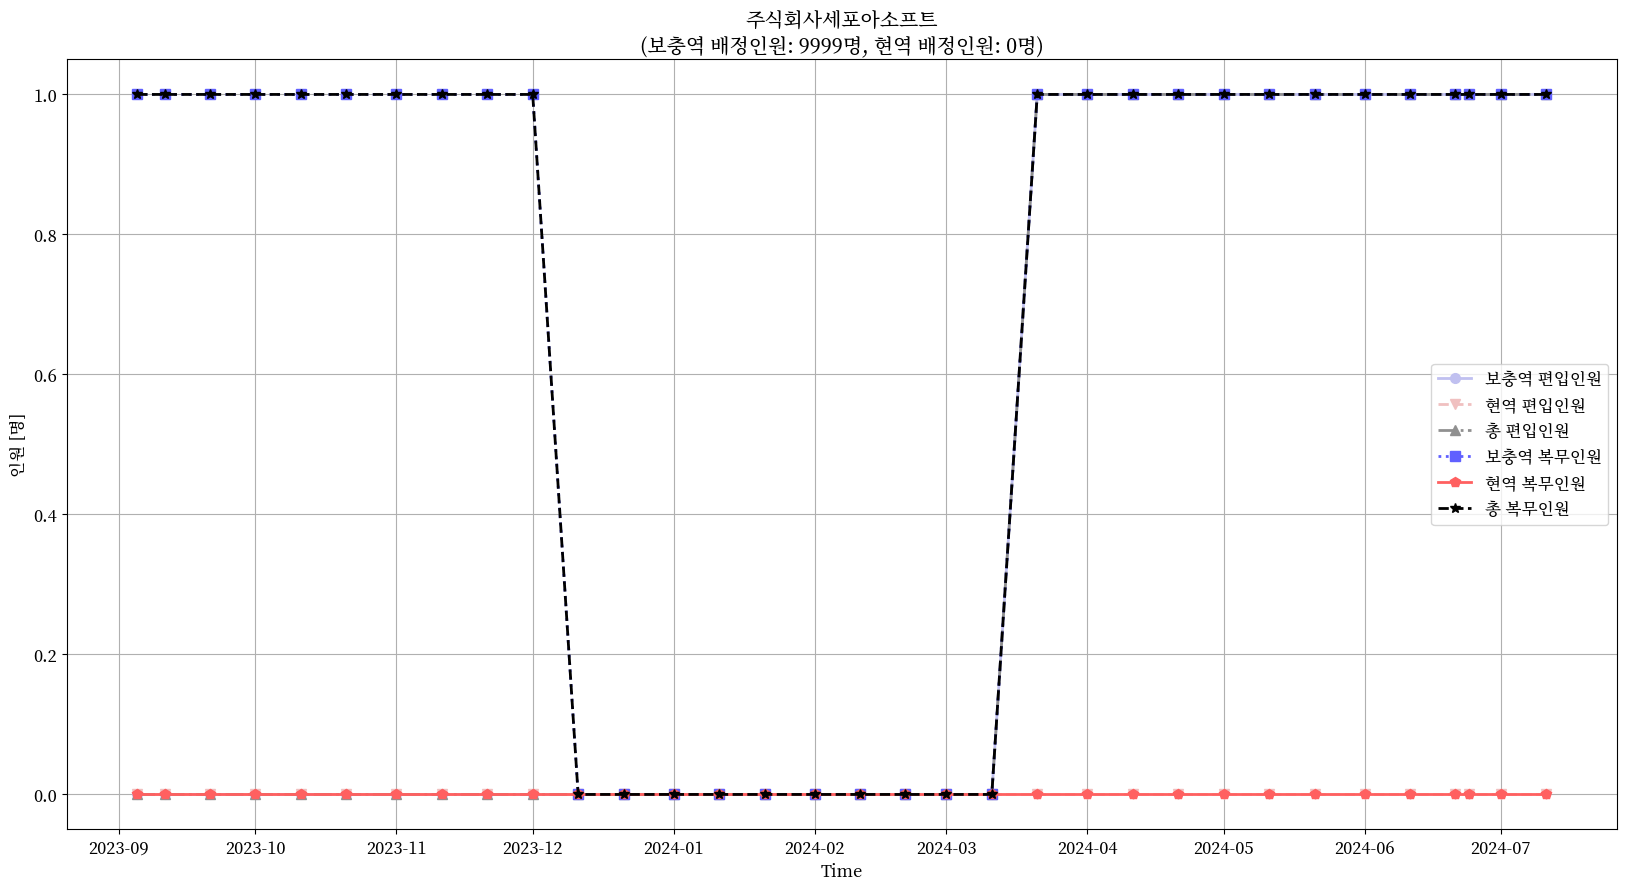 주식회사세포아소프트
(보충역 배정인원: 9999명, 현역 배정인원: 0명)
1.0
0.8
0.6
0.4
0.2
0.0
인원 [명]
보충역 편입인원
현역 편입인원
총 편입인원
보충역 복무인원
현역 복무인원
총 복무인원
2023-09
2023-10
2023-11
2023-12
2024-01
2024-02
2024-03
2024-04
2024-05
2024-06
2024-07
Time